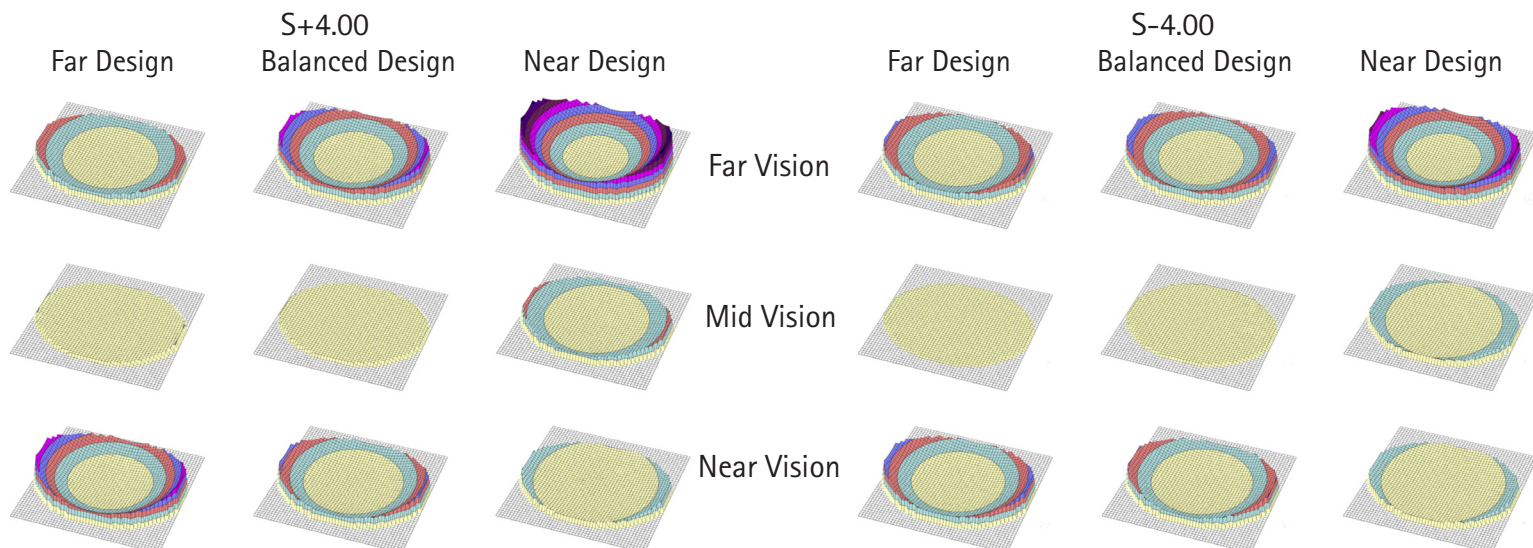 S+4.00
S-4.00
Far Design
Balanced Design
Near Design
Far Design
Balanced Design
Near Design
Far Vision
Mid Vision
Near Vision